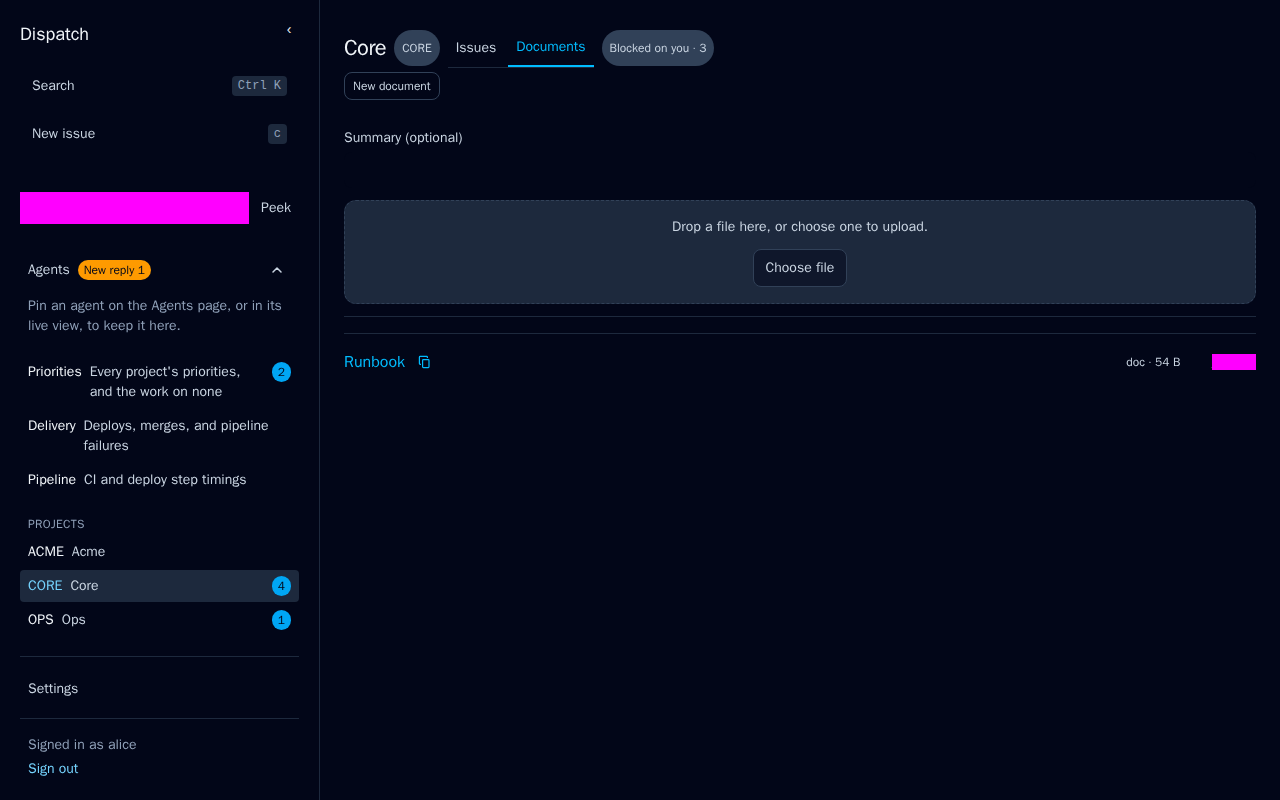 Dispatch
Search
Ctrl K
New issue
C
Peek
Agents
New reply 1
Pin an agent on the Agents page, or in its
live view, to keep it here.
Priorities
Every project's priorities,
and the work on none
2
Delivery
Deploys, merges, and pipeline
failures
Pipeline
CI and deploy step timings
PROJECTS
ACME Acme
CORE Core
4
OPS Ops
1
Settings
Signed in as alice
Sign out
Core
CORE
Issues
Documents
Blocked on you · 3
New document
Summary (optional)
Drop a file here, or choose one to upload.
Choose file
Runbook
doc · 54 B